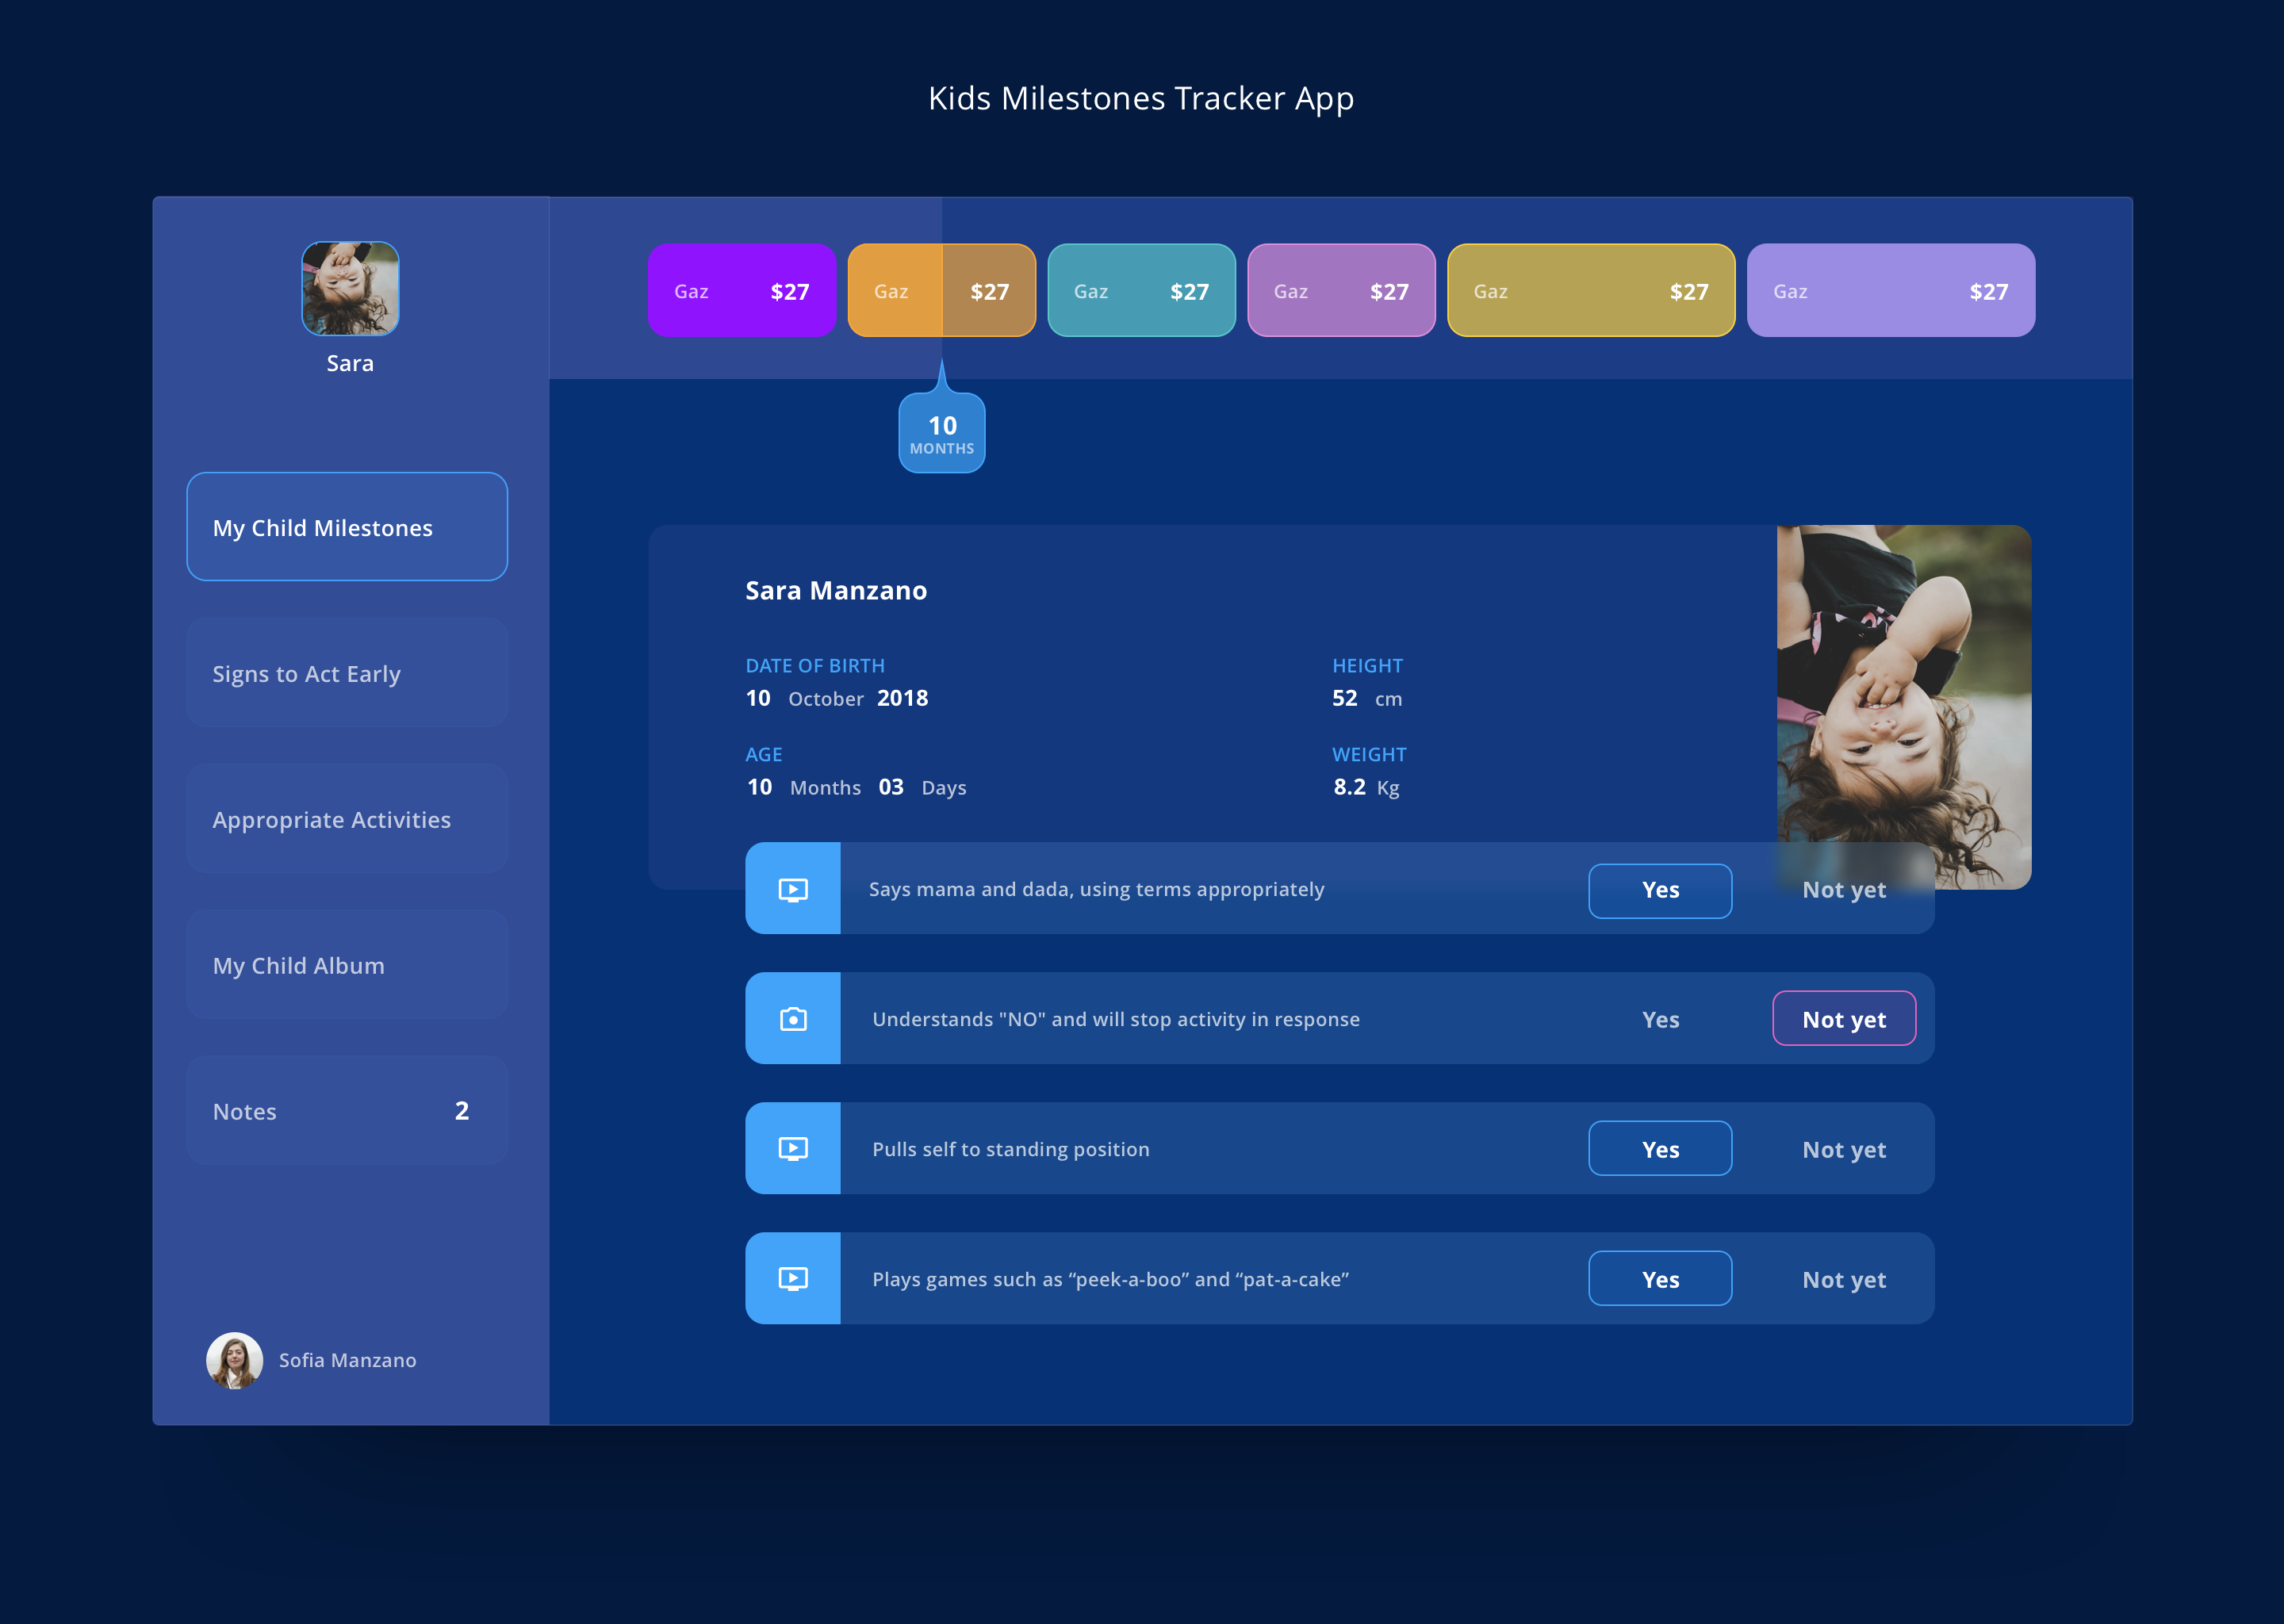 Kids Milestones Tracker App
Sara
My Child Milestones
Signs to Act Early
Appropriate Activities
My Child Album
Notes 2
Sofia Manzano
Gaz $27 Gaz $27 Gaz $27 Gaz $27 Gaz $27 Gaz $27
10
MONTHS
Sara Manzano
DATE OF BIRTH HEIGHT
10 October 2018 52 cm
AGE WEIGHT
10 Months 03 Days 8.2 Kg
Says mama and dada, using terms appropriately Yes Not yet
Understands "NO" and will stop activity in response Yes Not yet
Pulls self to standing position Yes Not yet
Plays games such as “peek-a-boo” and “pat-a-cake” Yes Not yet